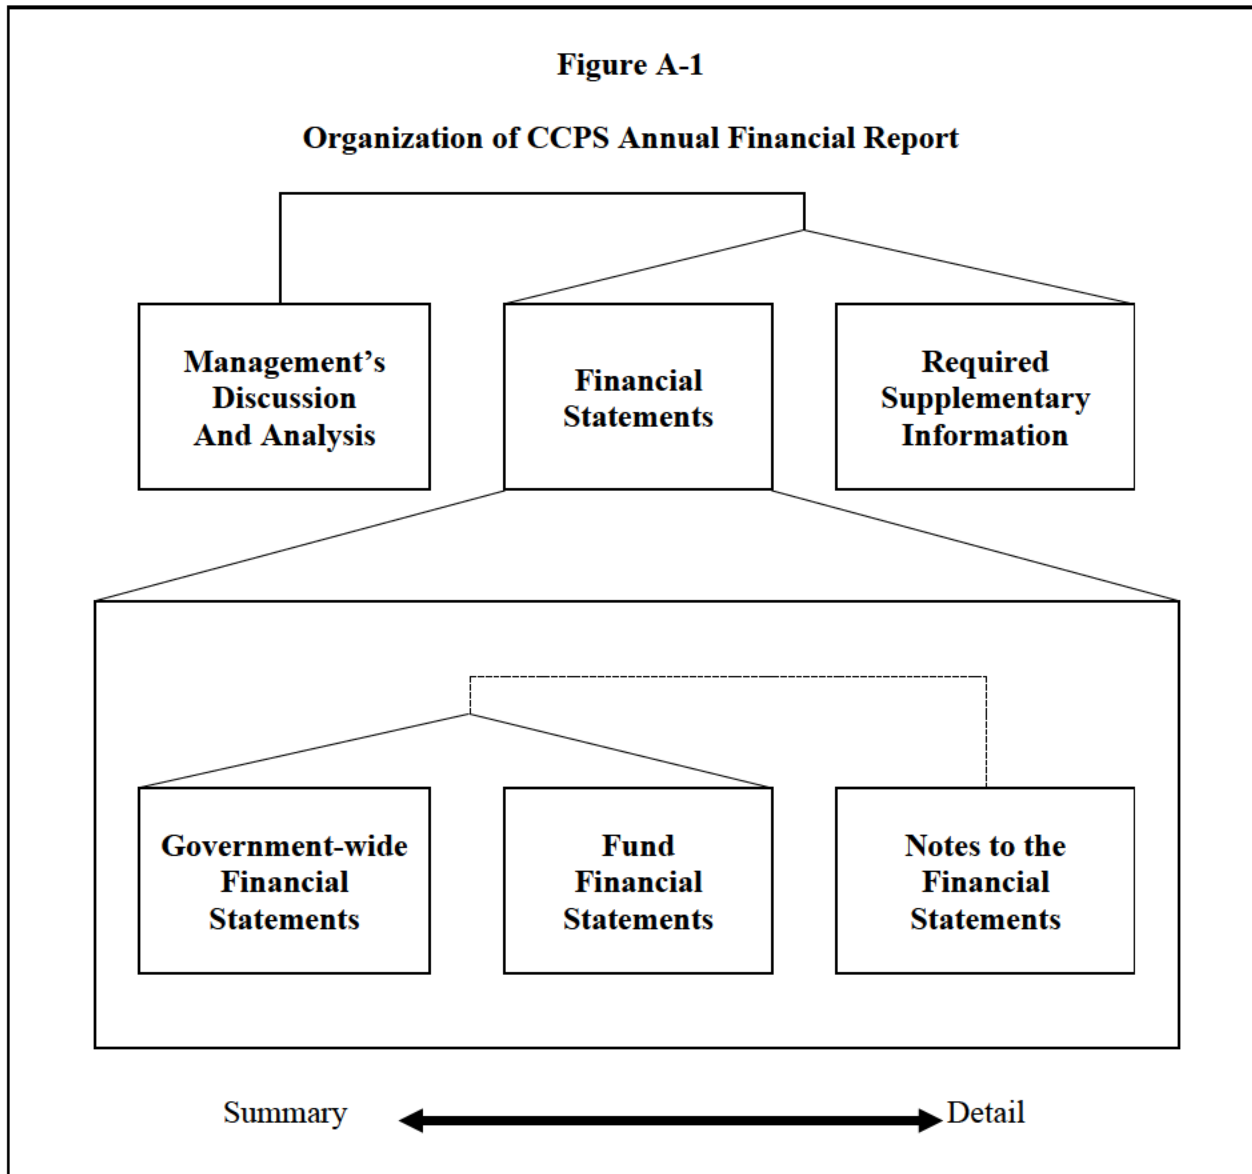 Figure A-1
Organization of CCPS Annual Financial Report
Management’s
Discussion
And Analysis
Financial
Statements
Required
Supplementary
Information
Government-wide
Financial
Statements
Fund
Financial
Statements
Notes to the
Financial
Statements
Summary
Detail